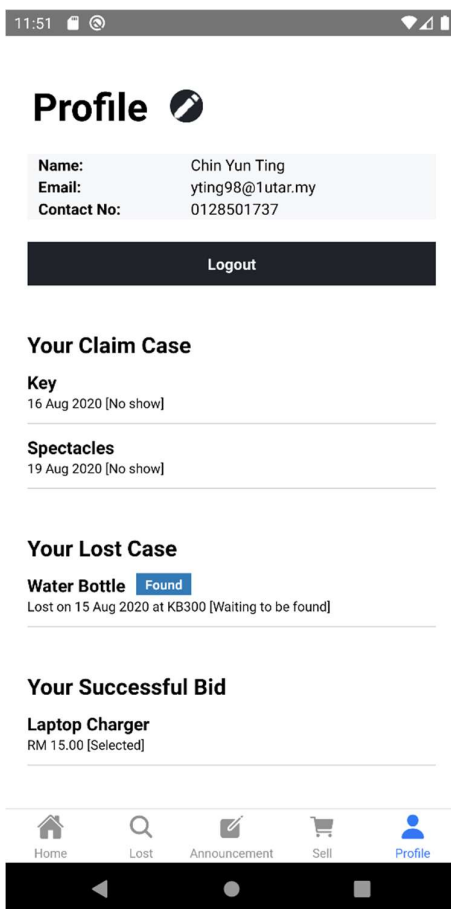 11:51
Profile
Name: Chin Yun Ting
Email: yting98@1utar.my
Contact No: 0128501737
Logout
Your Claim Case
Key
16 Aug 2020 [No show]
Spectacles
19 Aug 2020 [No show]
Your Lost Case
Water Bottle Found
Lost on 15 Aug 2020 at KB300 [Waiting to be found]
Your Successful Bid
Laptop Charger
RM 15.00 [Selected]
Home Lost Announcement Sell Profile